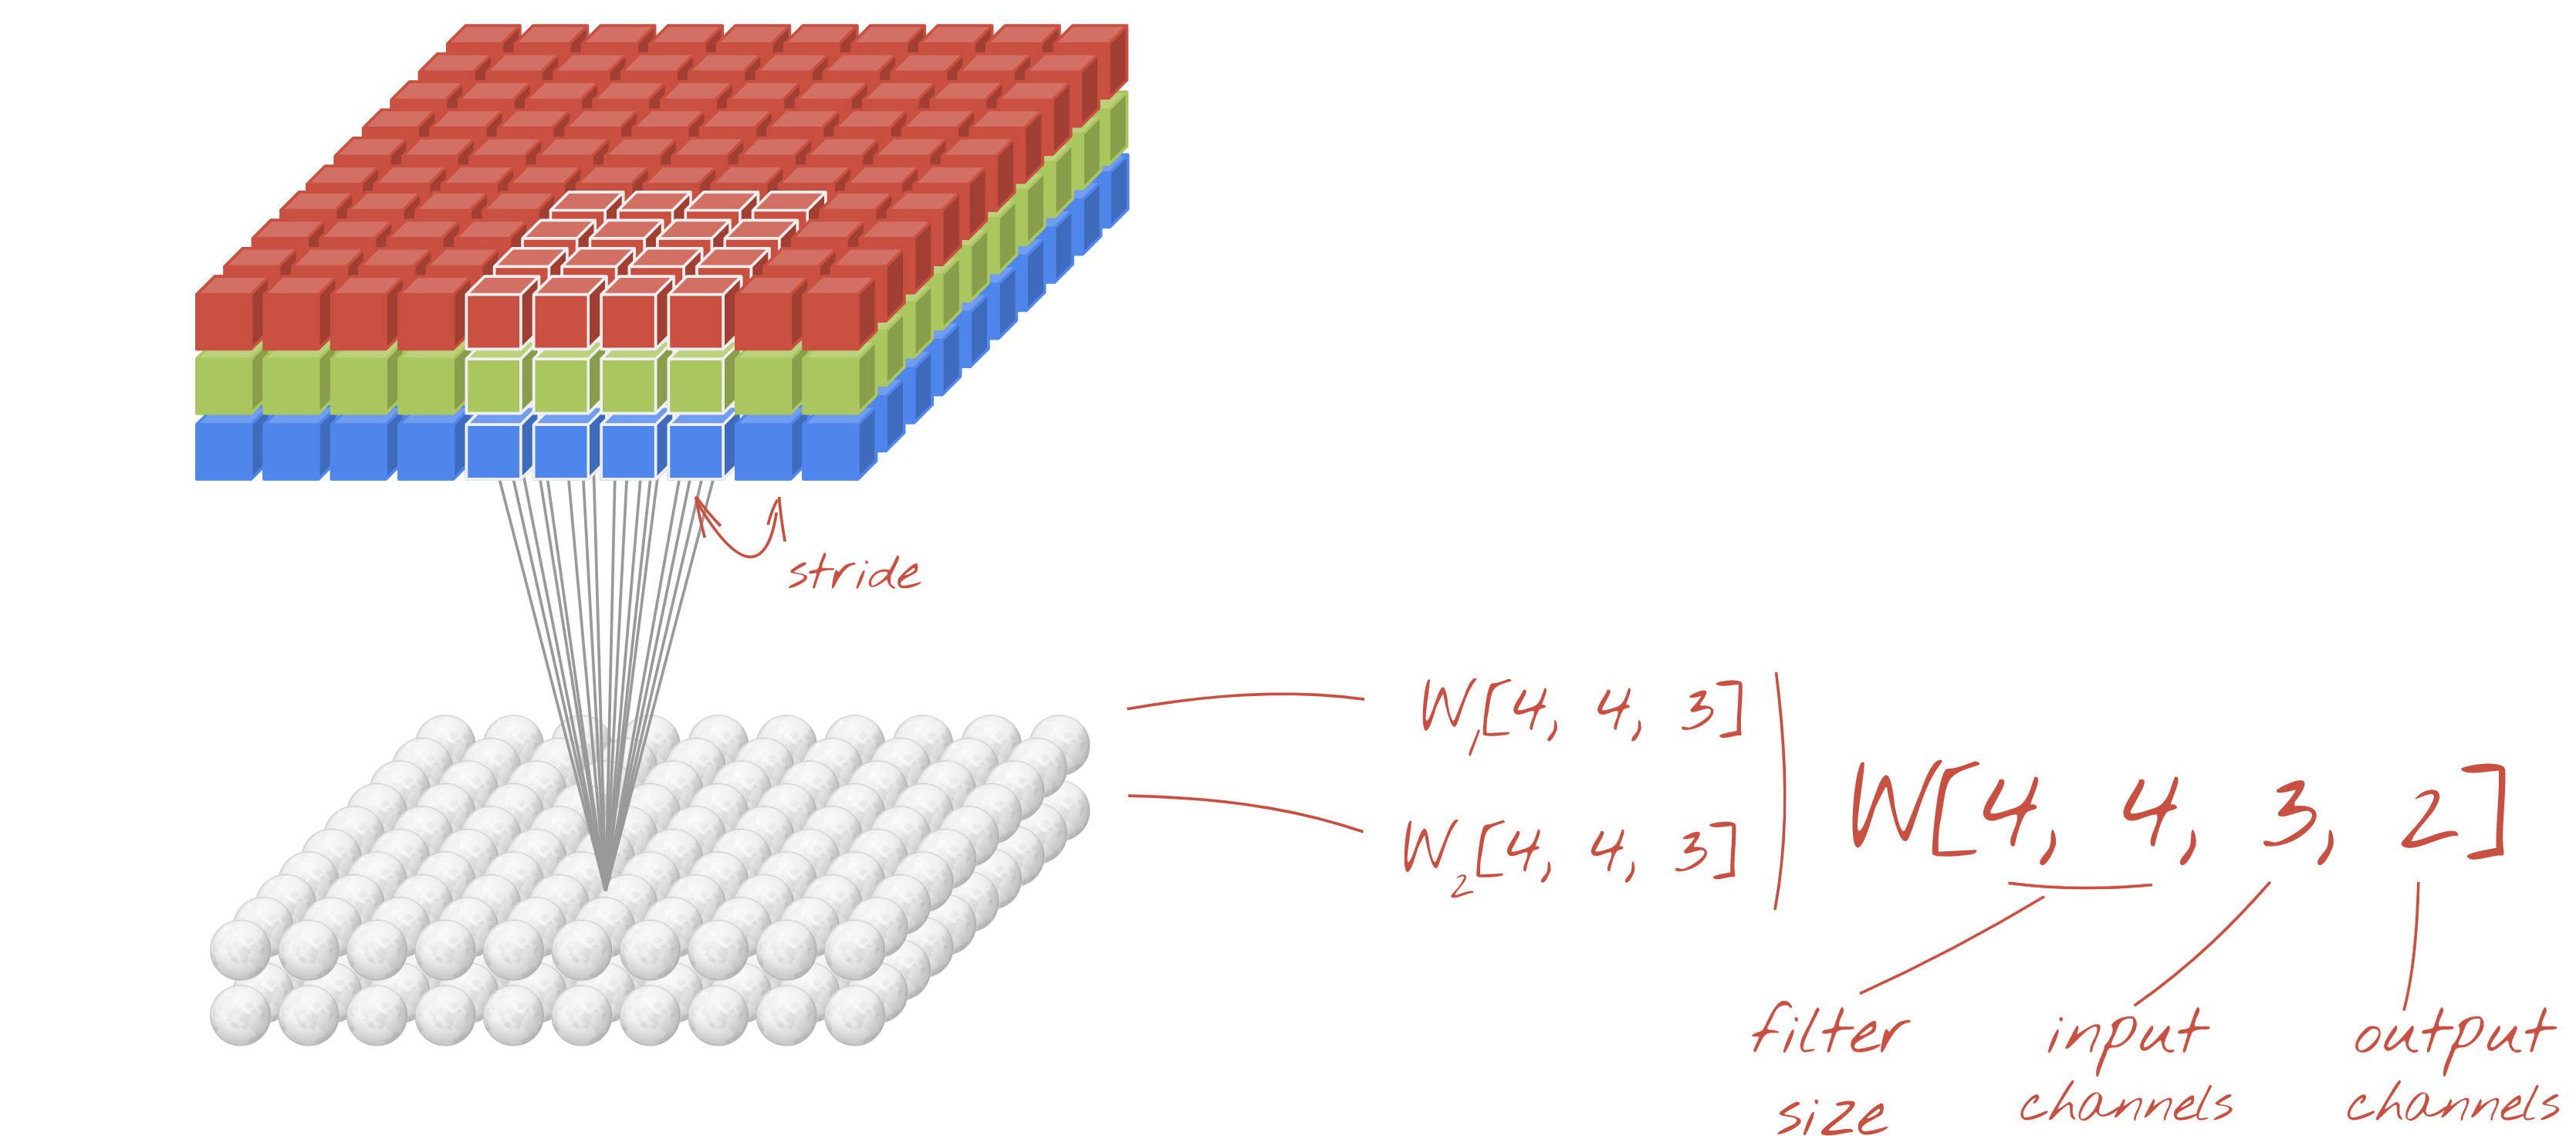 stride
W1[4, 4, 3]
W2[4, 4, 3]
W[4, 4, 3, 2]
filter
size
input
channels
output
channels